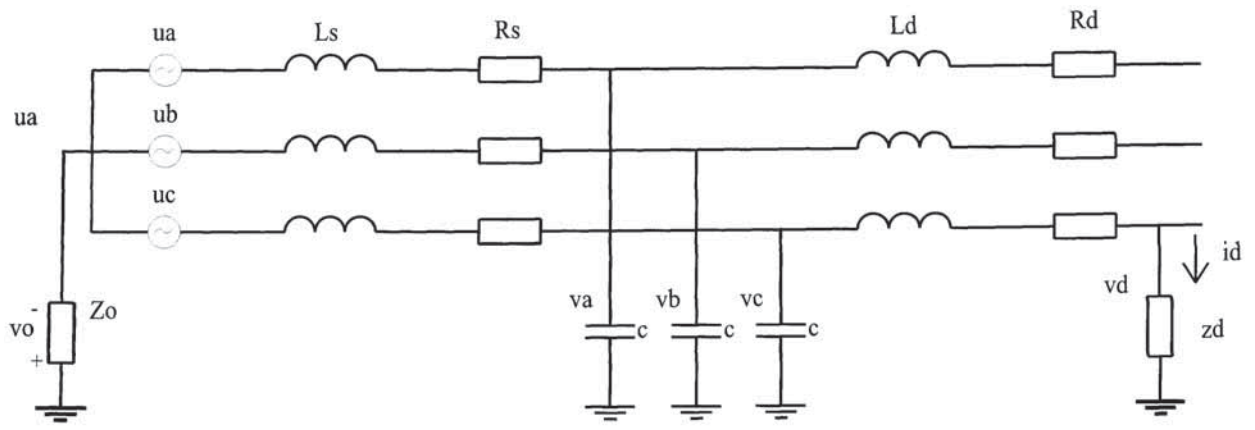 ua Ls Rs Ld Rd
ua ub
uc
id
va vb vc vd
- Zo
vo c c c zd
+